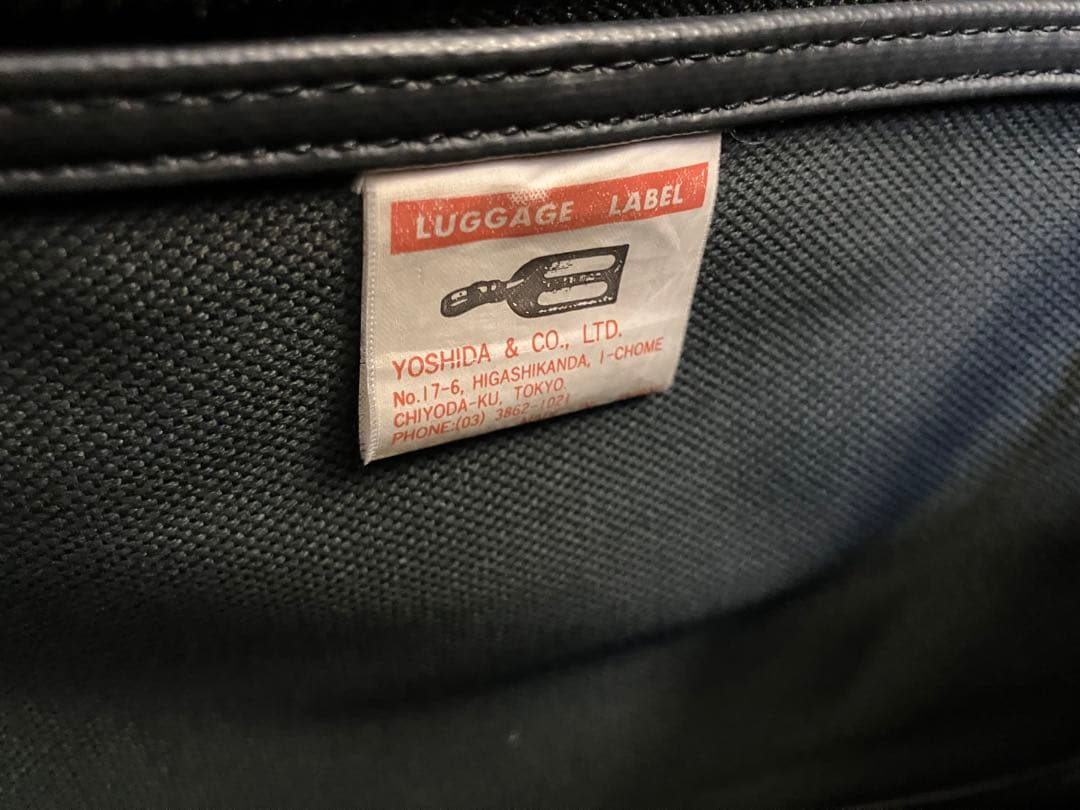 LUGGAGE LABEL
YOSHIDA & CO., LTD.
No.17-6, HIGASHIKANDA, 1-CHOME
CHIYODA-KU, TOKYO.
PHONE:(03) 3862-1021